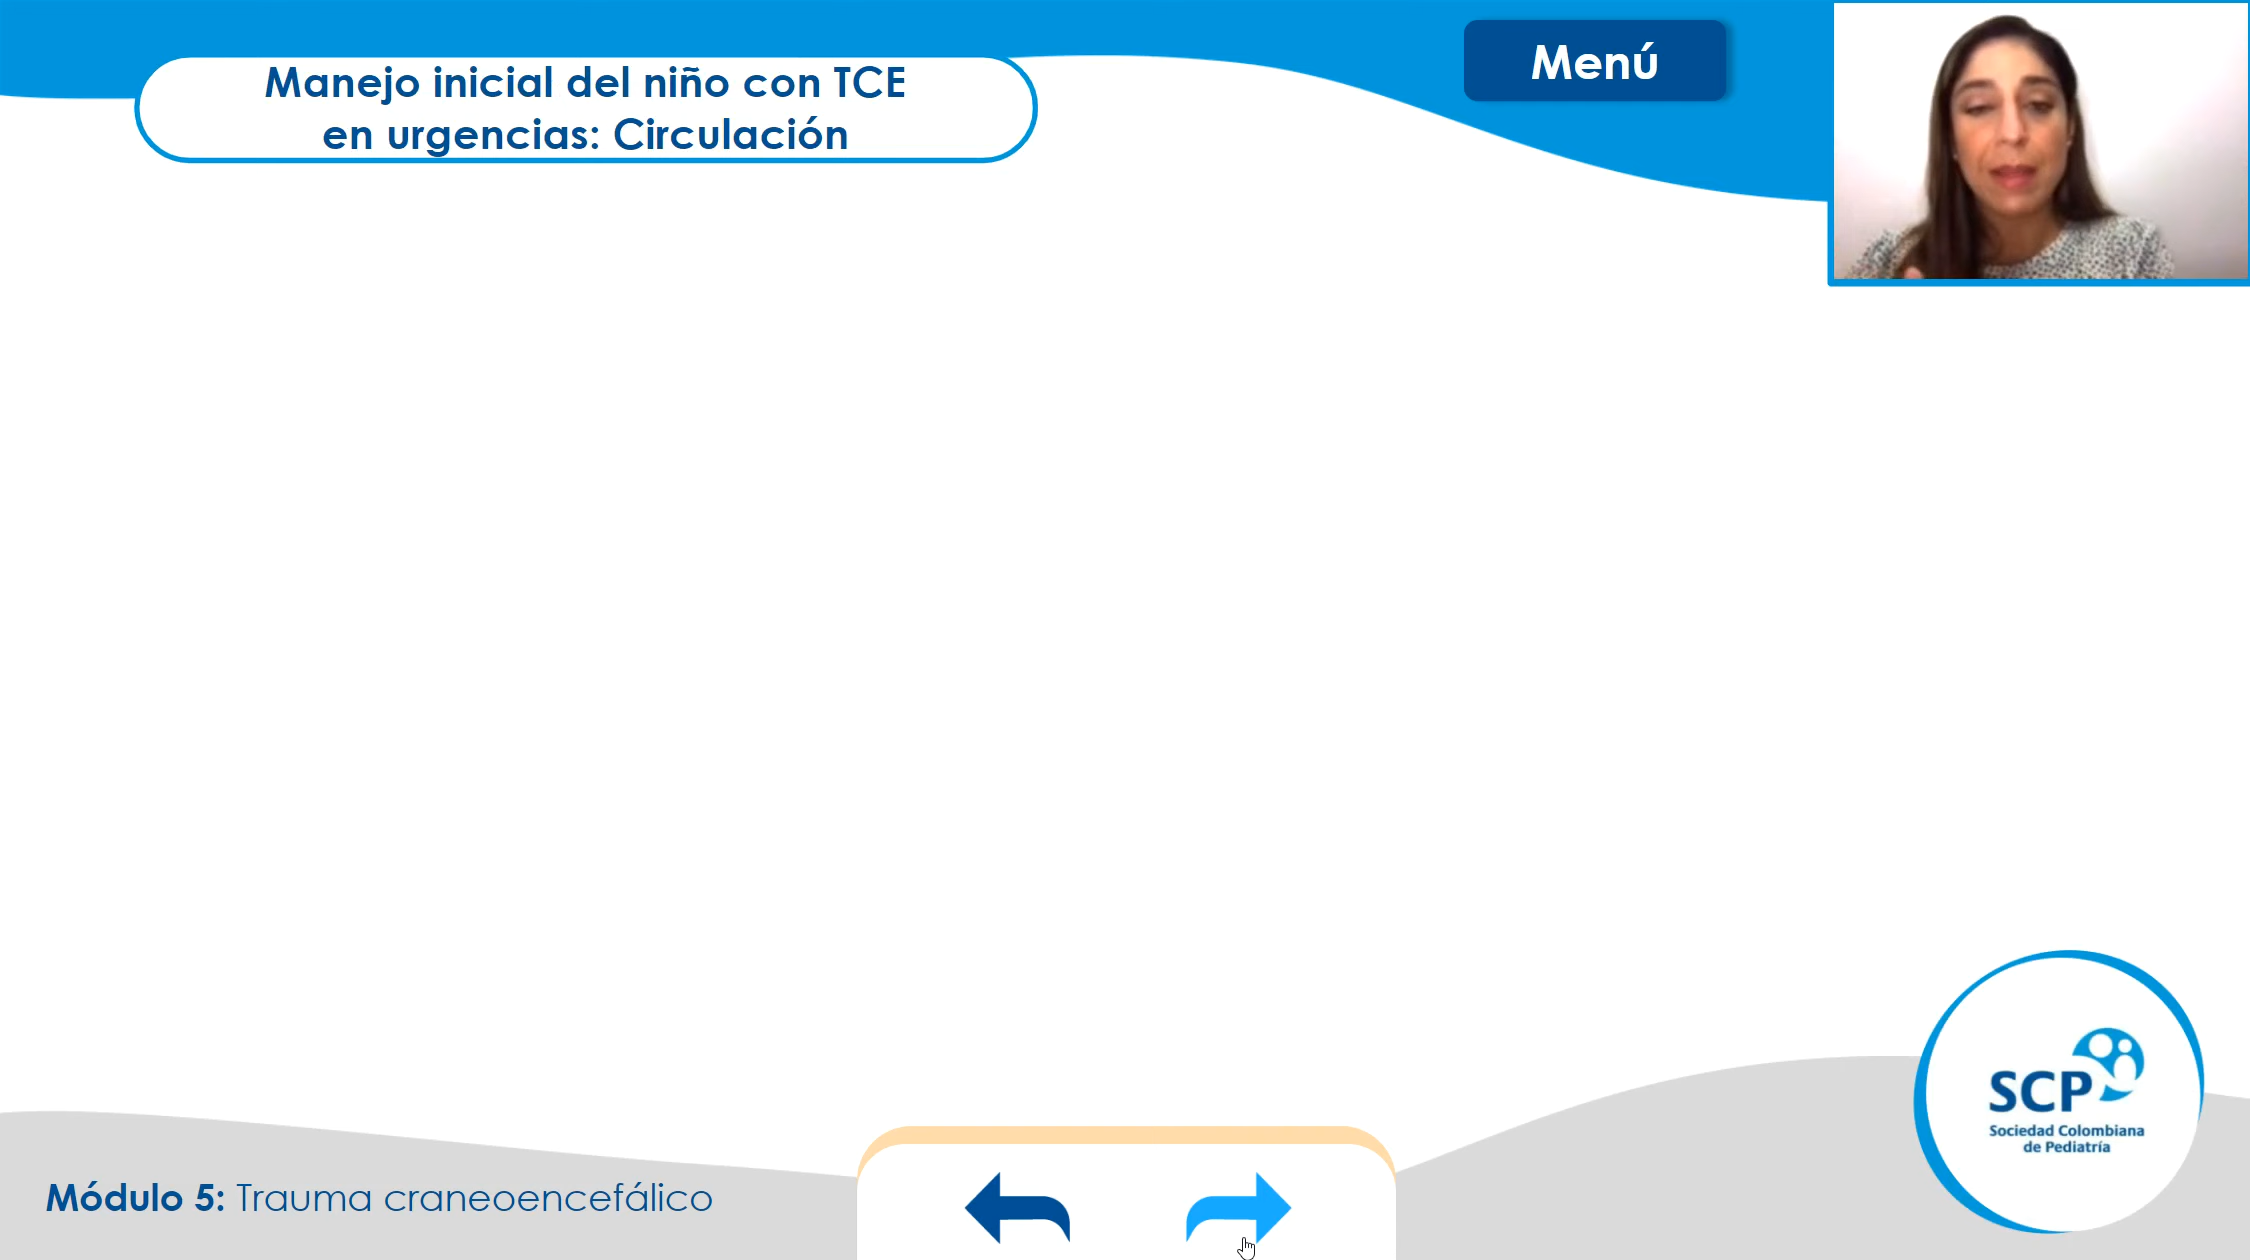 Manejo inicial del niño con TCE
en urgencias: Circulación
Menú
SCP
Sociedad Colombiana
de Pediatría
Módulo 5: Trauma craneoencefálico